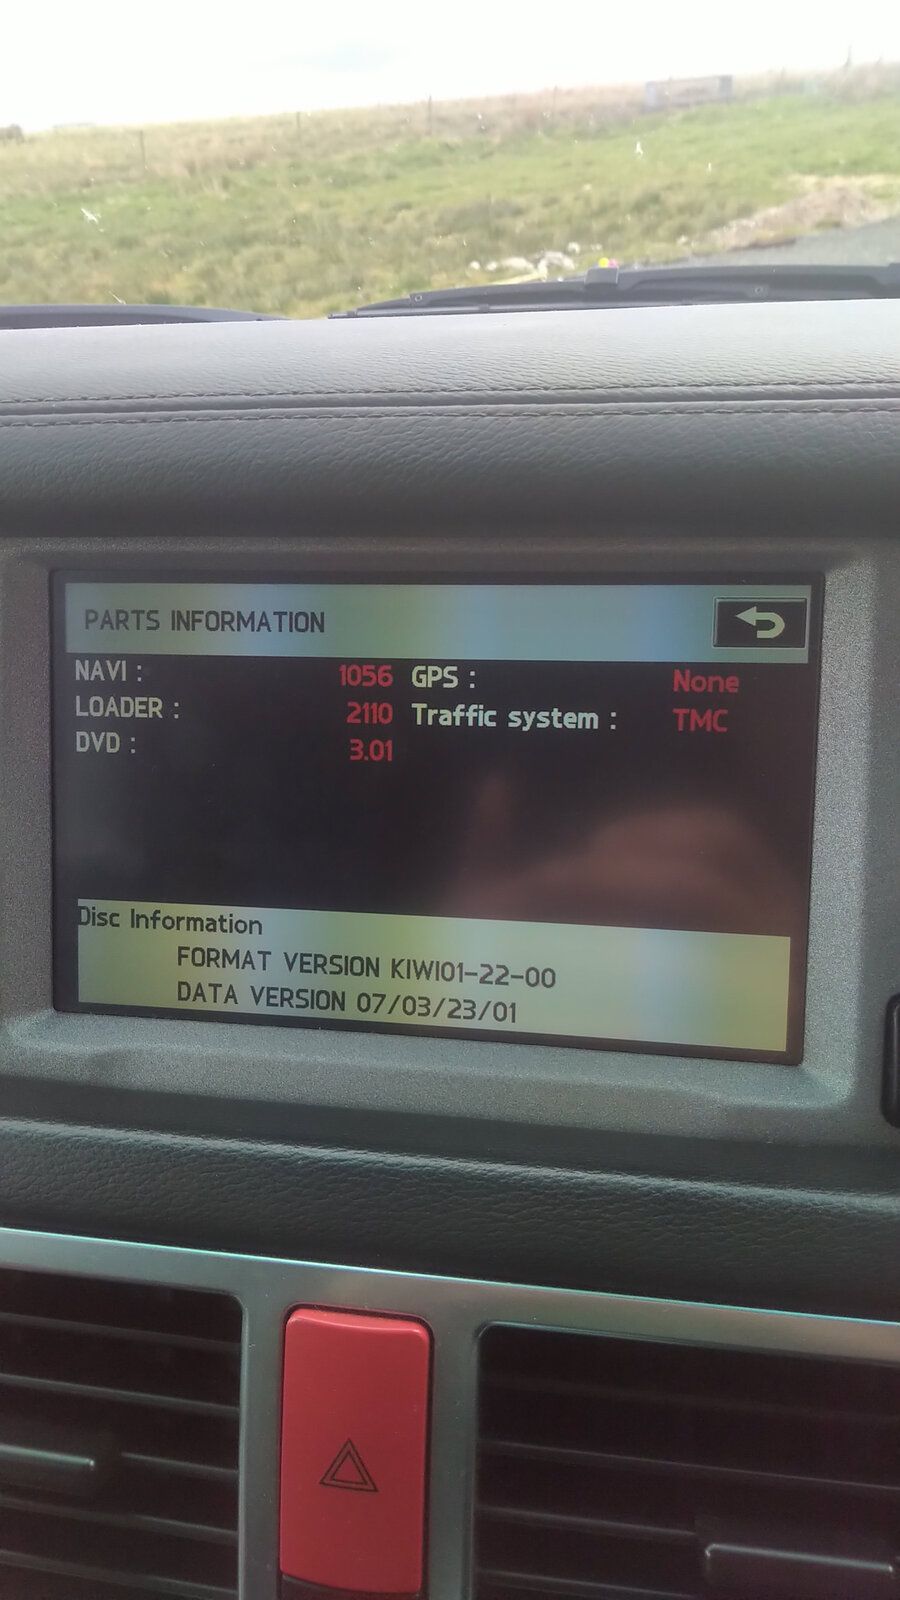 PARTS INFORMATION
NAVI : 1056 GPS : None
LOADER : 2110 Traffic system : TMC
DVD : 3.01
Disc Information
FORMAT VERSION KIWI01-22-00
DATA VERSION 07/03/23/01